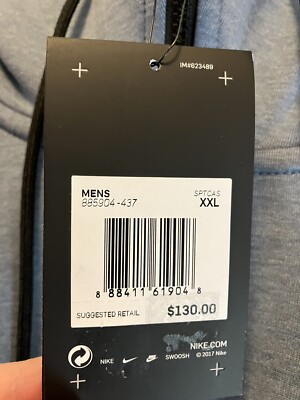 IM#623489
MENS SPTCAS
885904-437 XXL
8 88411 61904 8
SUGGESTED RETAIL $130.00
NIKE.COM
NIKE SWOOSH © 2017 Nike